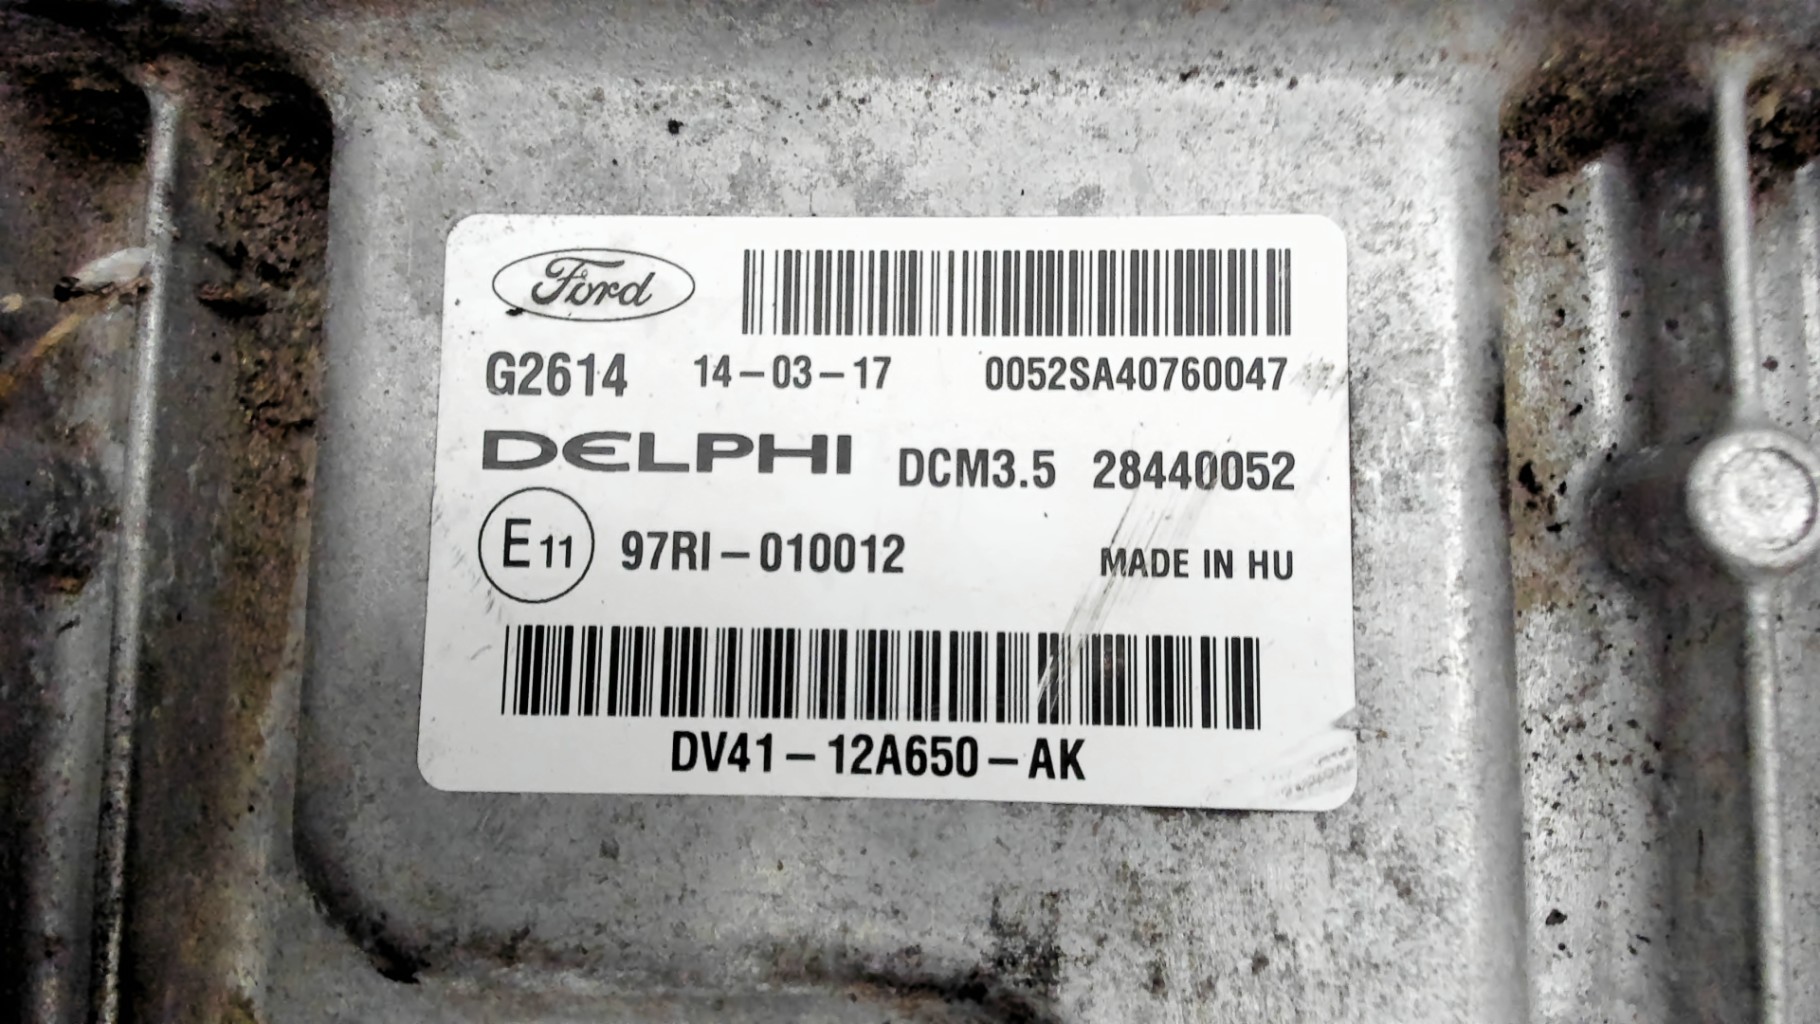 Ford
G2614 14-03-17 0052SA40760047
DELPHI DCM3.5 28440052
E11 97RI-010012 MADE IN HU
DV41-12A650-AK